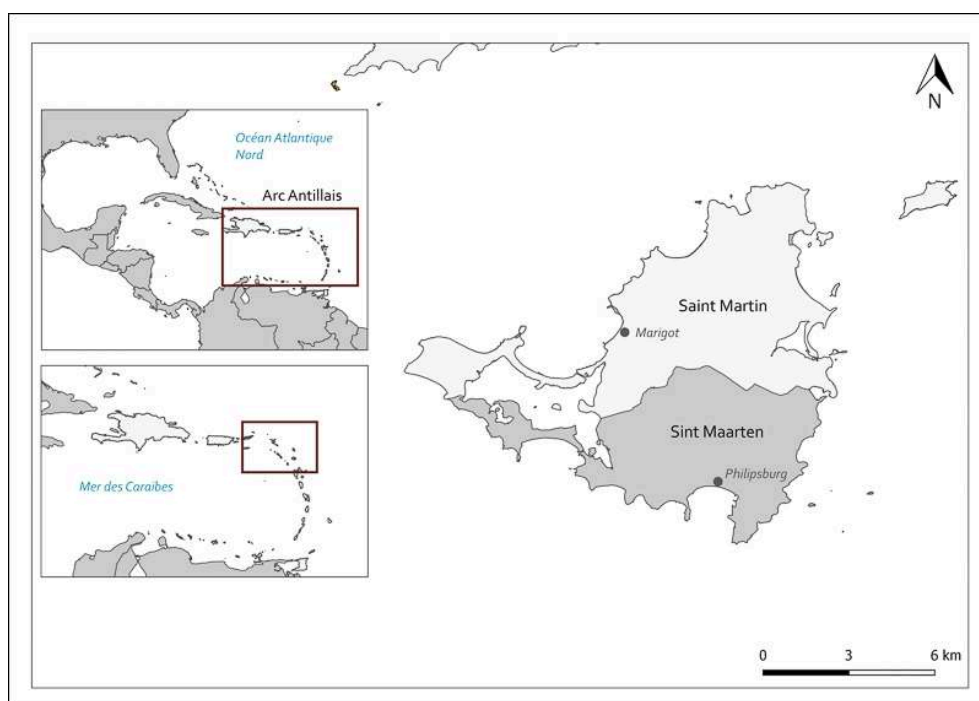 N
Océan Atlantique
Nord
Arc Antillais
Mer des Caraibes
Saint Martin
Marigot
Sint Maarten
Philipsburg
0 3 6 km